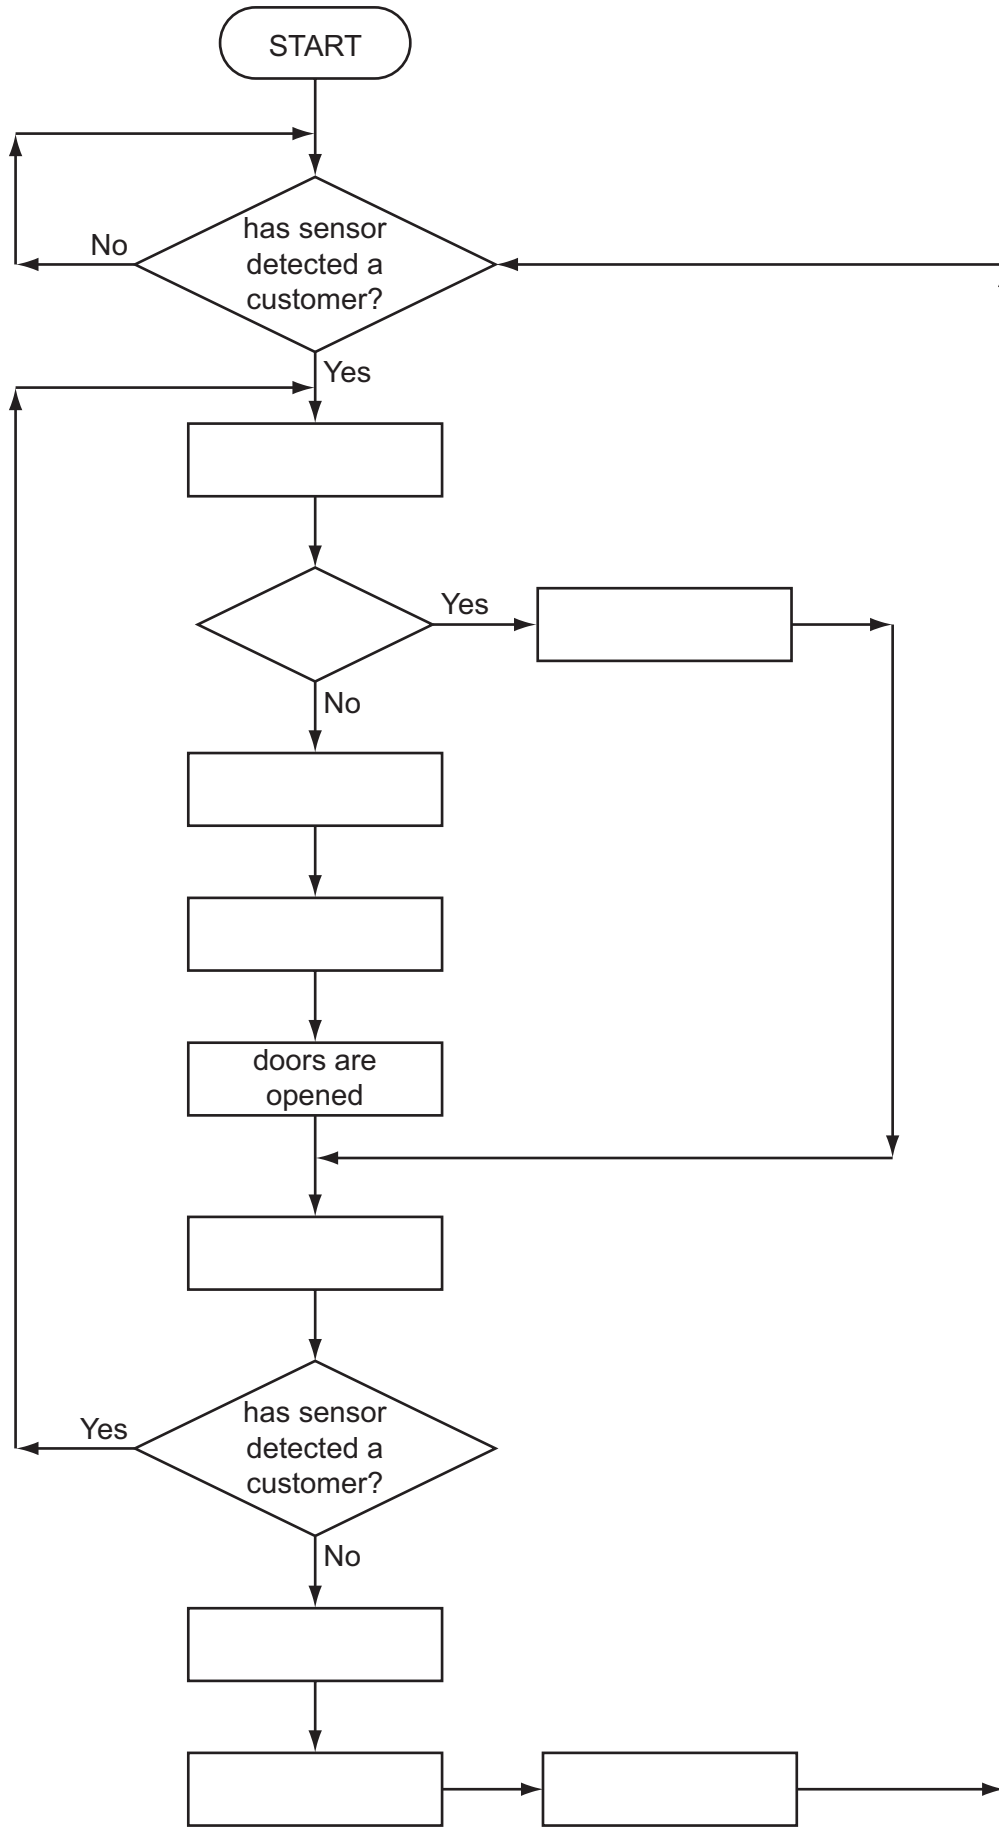 START
has sensor
detected a
customer?
No
Yes
Yes
No
doors are
opened
has sensor
detected a
customer?
Yes
No